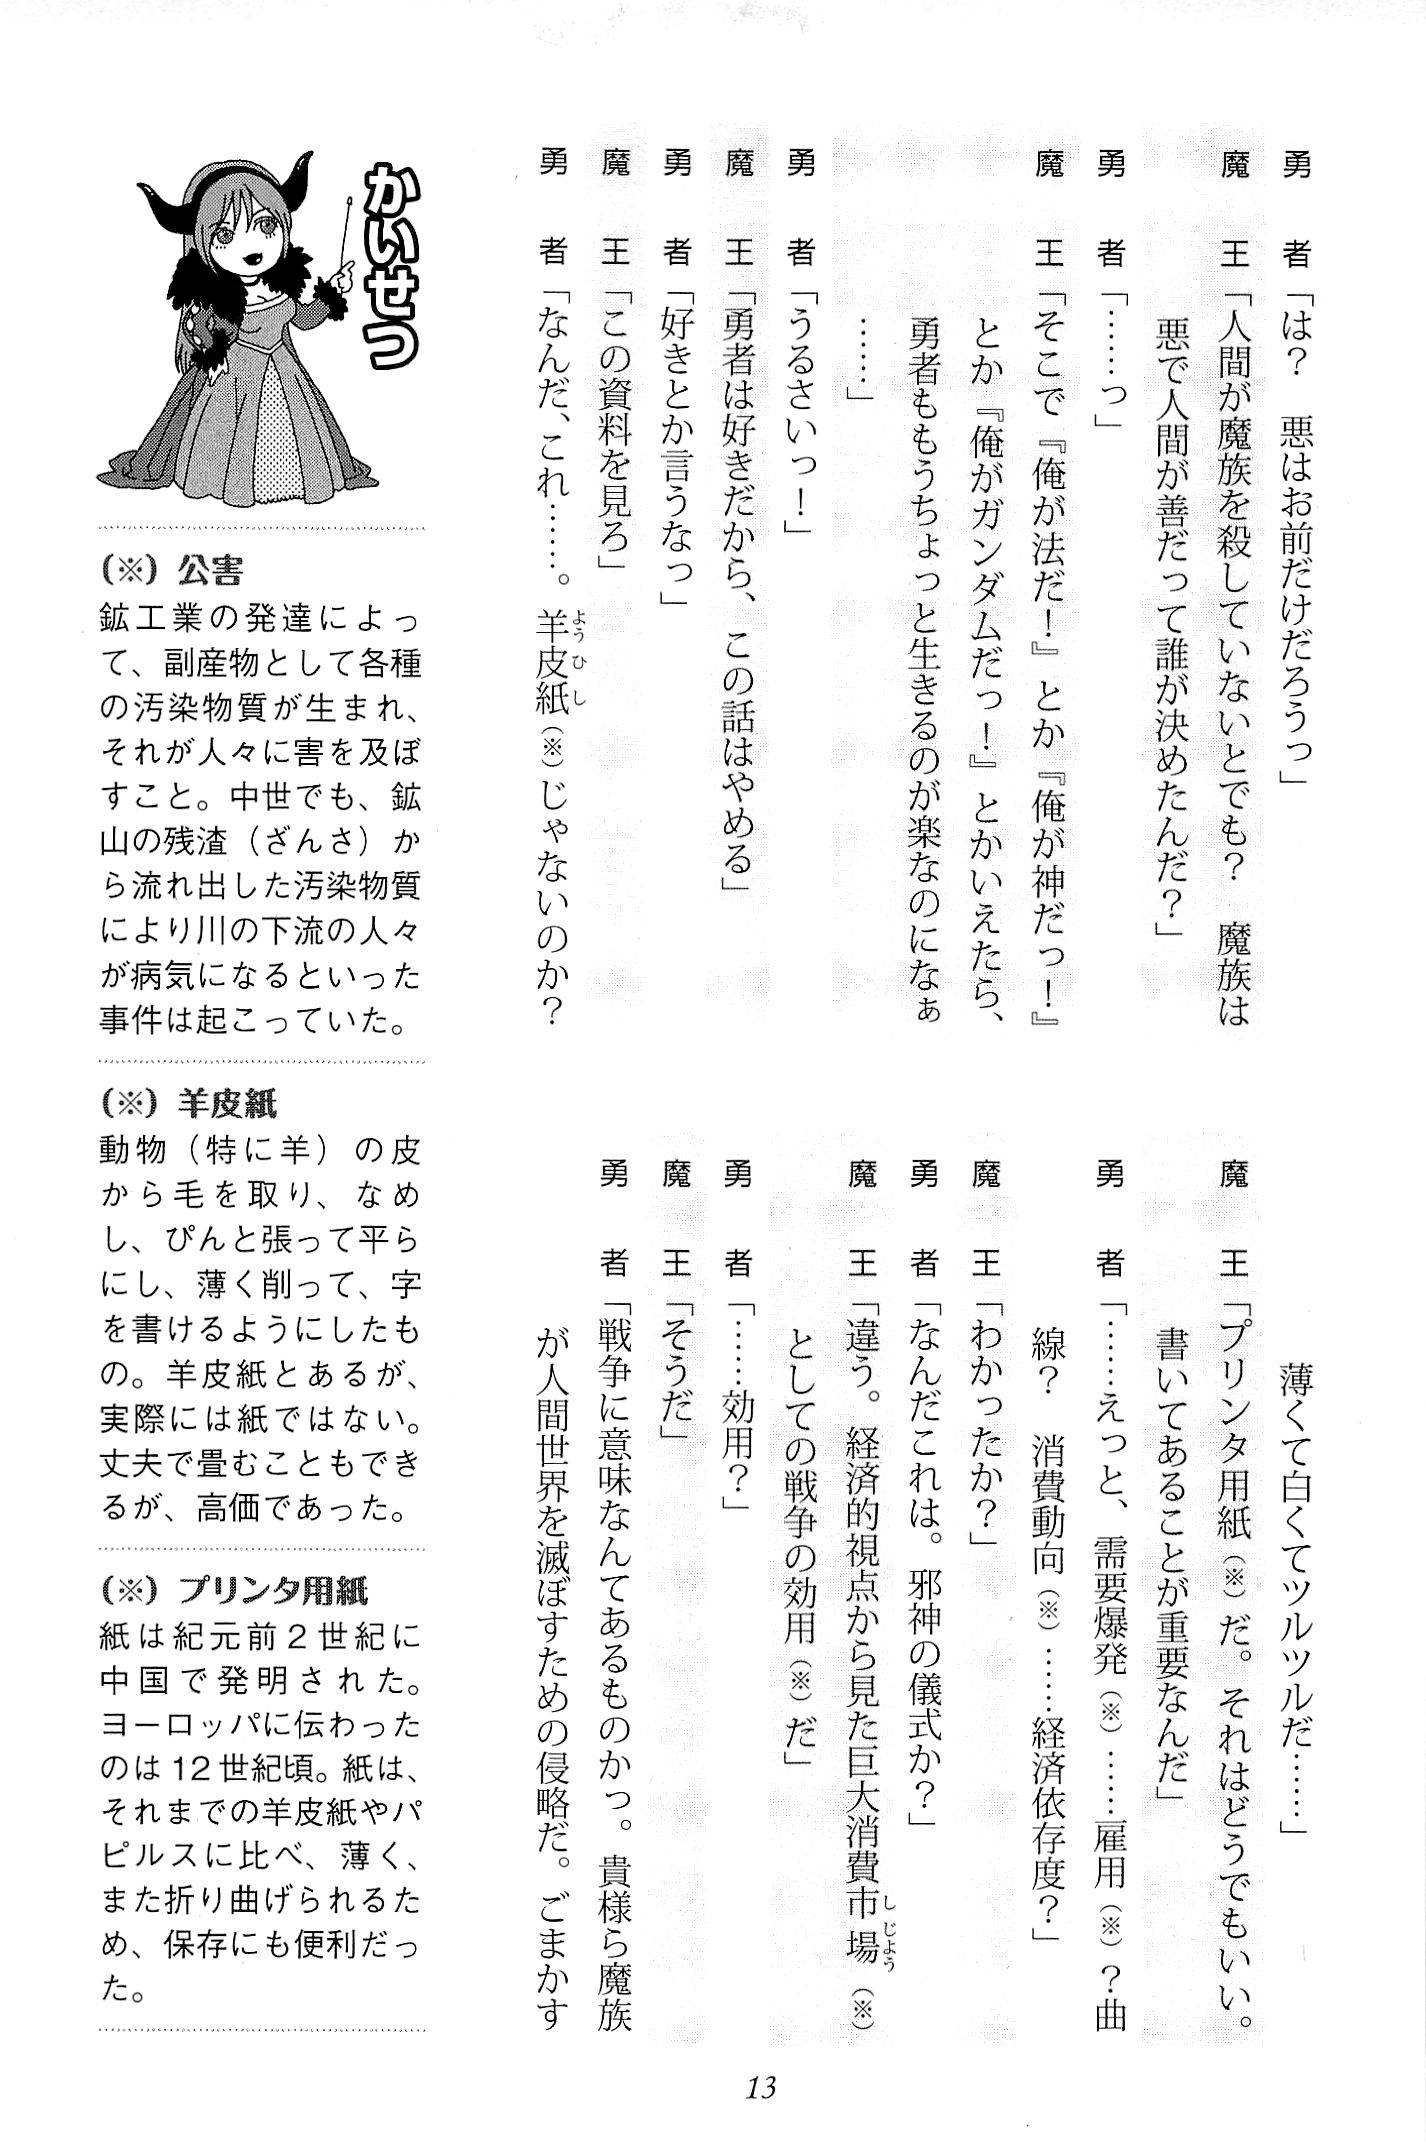 勇者「は？　悪はお前だけだろうっ」
魔王「人間が魔族を殺していないとでも？　魔族は
悪で人間が善だって誰が決めたんだ？」
勇者「……っ」
魔王「そこで『俺が法だ！』とか『俺が神だっ！』
とか『俺がガンダムだっ！』とかいえたら、
勇者ももうちょっと生きるのが楽なのになぁ
……」
勇者「うるさいっ！」
魔王「勇者は好きだから、この話はやめる」
勇者「好きとか言うなっ」
魔王「この資料を見ろ」
勇者「なんだ、これ……。羊皮紙（※）じゃないのか？
ようひし
薄くて白くてツルツルだ……」
魔王「プリンタ用紙（※）だ。それはどうでもいい。
書いてあることが重要なんだ」
勇者「……えっと、需要爆発（※）……雇用（※）？曲
線？　消費動向（※）……経済依存度？」
魔王「わかったか？」
勇者「なんだこれは。邪神の儀式か？」
魔王「違う。経済的視点から見た巨大消費市場（※）
しじよう
としての戦争の効用（※）だ」
勇者「……効用？」
魔王「そうだ」
勇者「戦争に意味なんてあるものかっ。貴様ら魔族
が人間世界を滅ぼすための侵略だ。ごまかす
かいせつ
（※）公害
鉱工業の発達によっ
て、副産物として各種
の汚染物質が生まれ、
それが人々に害を及ぼ
すこと。中世でも、鉱
山の残渣（ざんさ）か
ら流れ出した汚染物質
により川の下流の人々
が病気になるといった
事件は起こっていた。
（※）羊皮紙
動物（特に羊）の皮
から毛を取り、なめ
し、ぴんと張って平ら
にし、薄く削って、字
を書けるようにしたも
の。羊皮紙とあるが、
実際には紙ではない。
丈夫で畳むこともでき
るが、高価であった。
（※）プリンタ用紙
紙は紀元前2世紀に
中国で発明された。
ヨーロッパに伝わった
のは12世紀頃。紙は、
それまでの羊皮紙やパ
ピルスに比べ、薄く、
また折り曲げられるた
め、保存にも便利だっ
た。
13